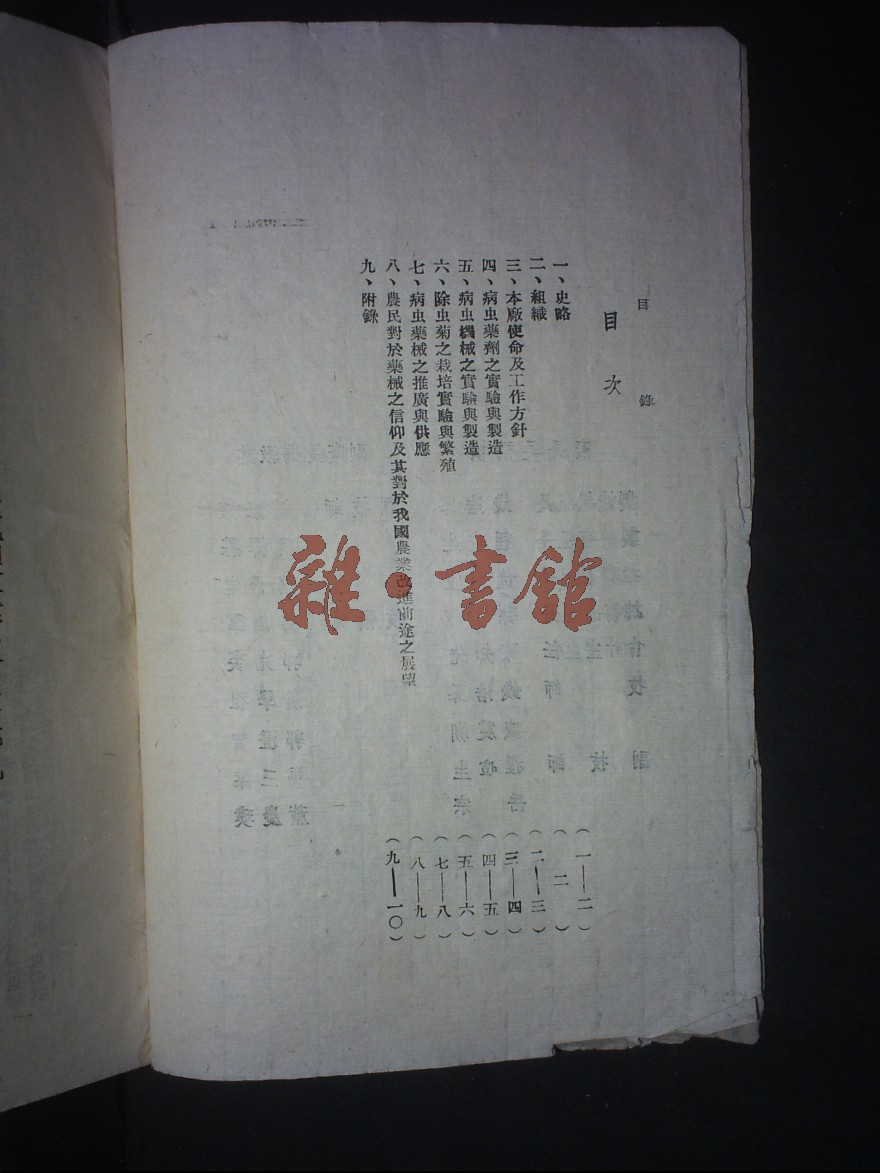 目錄
目次
一、史略 (一——二)
二、組織 (二)
三、本廠使命及工作方針 (二——三)
四、病虫藥劑之實驗與製造 (三——四)
五、病虫機械之實驗與製造 (四——五)
六、除虫菊之栽培實驗與繁殖 (五——六)
七、病虫藥械之推廣與供應 (七——八)
八、農民對於藥械之信仰及其對於我國農業改進前途之展望 (八——九)
九、附錄 (九——一〇)
一
雜·書館